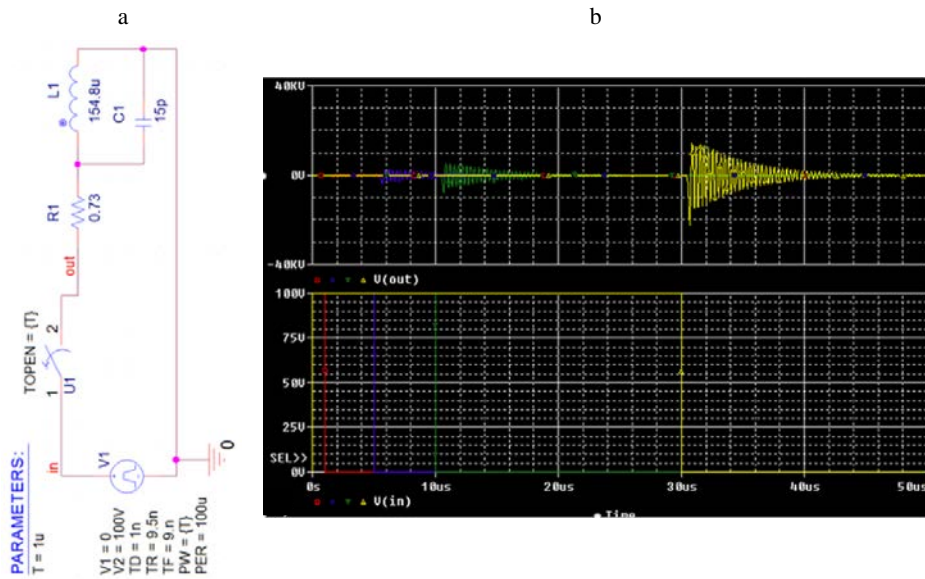 a
b
PARAMETERS:
T = 1u
V1 = 0
V2 = 100V
TD = 1n
TR = 9.5n
TF = 9.n
PW = {T}
PER = 100u
V1
in
0
1
2
TOPEN = {T}
U1
out
R1
0.73
L1
154.8u
C1
15p
40KV
0V
-40KV
V(out)
100V
75V
50V
25V
SEL>>
0V
0s
10us
20us
30us
40us
50us
V(in)
Time